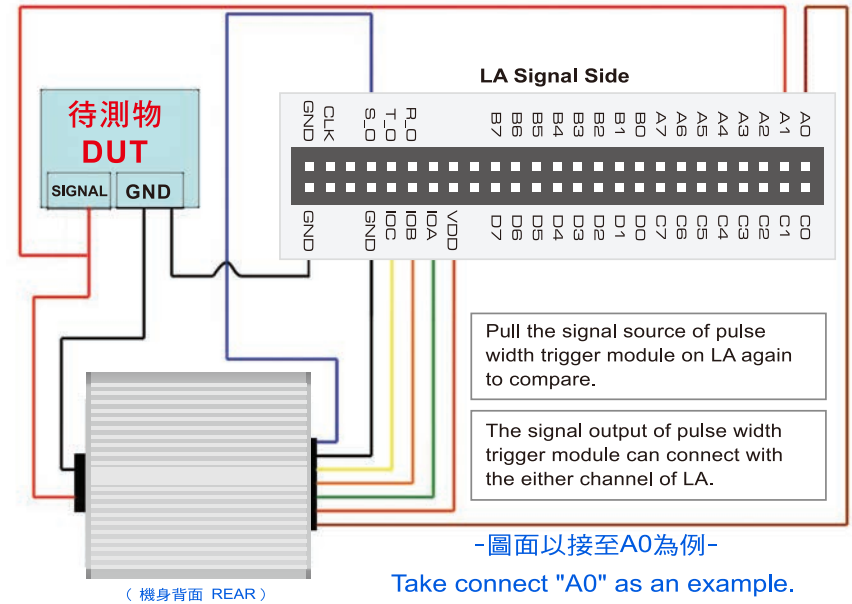 LA Signal Side
待測物
DUT
SIGNAL
GND
GND
CLK
S_O
T_O
R_O
B7
B6
B5
B4
B3
B2
B1
B0
A7
A6
A5
A4
A3
A2
A1
A0
GND
GND
IOC
IOB
IOA
VDD
D7
D6
D5
D4
D3
D2
D1
D0
C7
C6
C5
C4
C3
C2
C1
C0
Pull the signal source of pulse
width trigger module on LA again
to compare.
The signal output of pulse width
trigger module can connect with
the either channel of LA.
-圖面以接至A0為例-
Take connect "A0" as an example.
（ 機身背面 REAR）